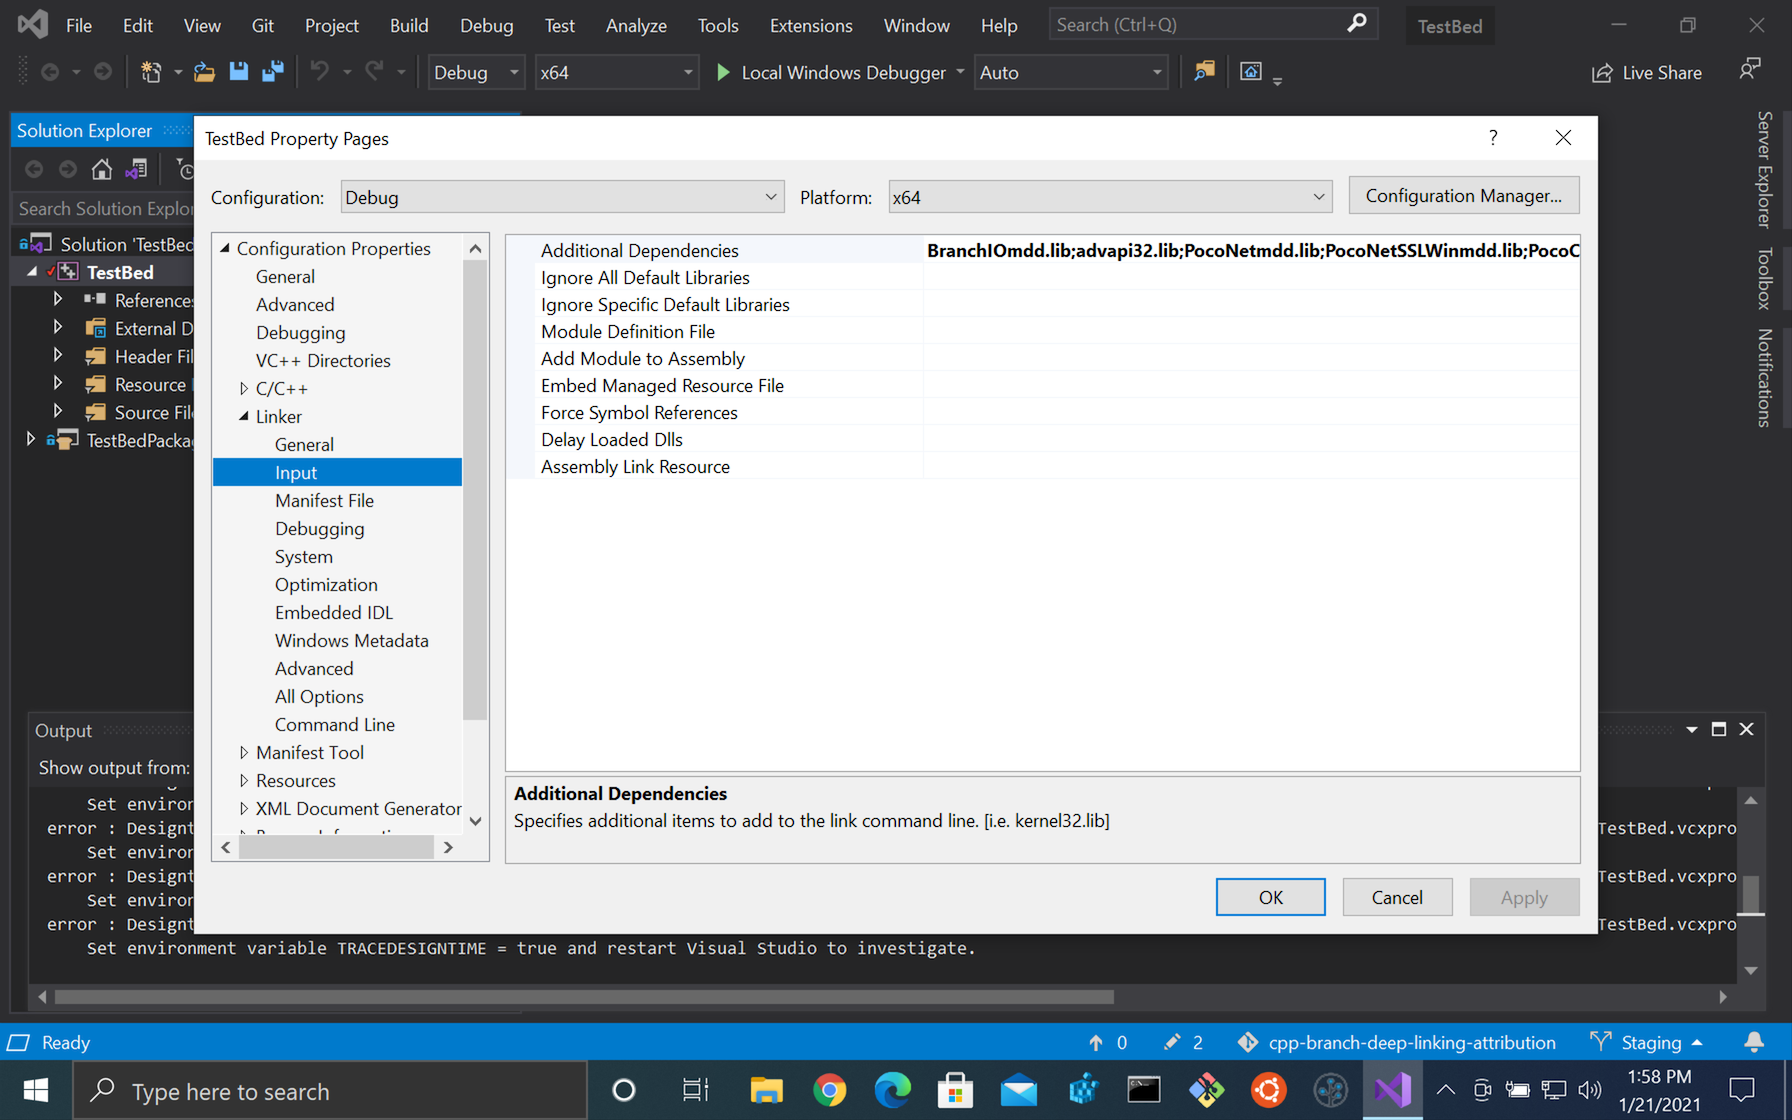 File Edit View Git Project Build Debug Test Analyze Tools Extensions Window Help Search (Ctrl+Q) TestBed
Debug x64 Local Windows Debugger Auto Live Share
Solution Explorer
Search Solution Explor
Solution 'TestBed
TestBed
References
External D
Header Fil
Resource
Source File
TestBedPacka
TestBed Property Pages ?
Configuration: Debug Platform: x64 Configuration Manager...
Configuration Properties
General
Advanced
Debugging
VC++ Directories
C/C++
Linker
General
Input
Manifest File
Debugging
System
Optimization
Embedded IDL
Windows Metadata
Advanced
All Options
Command Line
Manifest Tool
Resources
XML Document Generator
Additional Dependencies BranchIOmdd.lib;advapi32.lib;PocoNetmdd.lib;PocoNetSSLWinmdd.lib;PocoC
Ignore All Default Libraries
Ignore Specific Default Libraries
Module Definition File
Add Module to Assembly
Embed Managed Resource File
Force Symbol References
Delay Loaded Dlls
Assembly Link Resource
Additional Dependencies
Specifies additional items to add to the link command line. [i.e. kernel32.lib]
OK Cancel Apply
Server Explorer
Toolbox
Notifications
Output
Show output from:
Set environ
error : Designt TestBed.vcxpro
Set environ
error : Designt TestBed.vcxpro
Set environ
error : Designt TestBed.vcxpro
Set environment variable TRACEDESIGNTIME = true and restart Visual Studio to investigate.
Ready 0 2 cpp-branch-deep-linking-attribution Staging
Type here to search 1:58 PM
1/21/2021